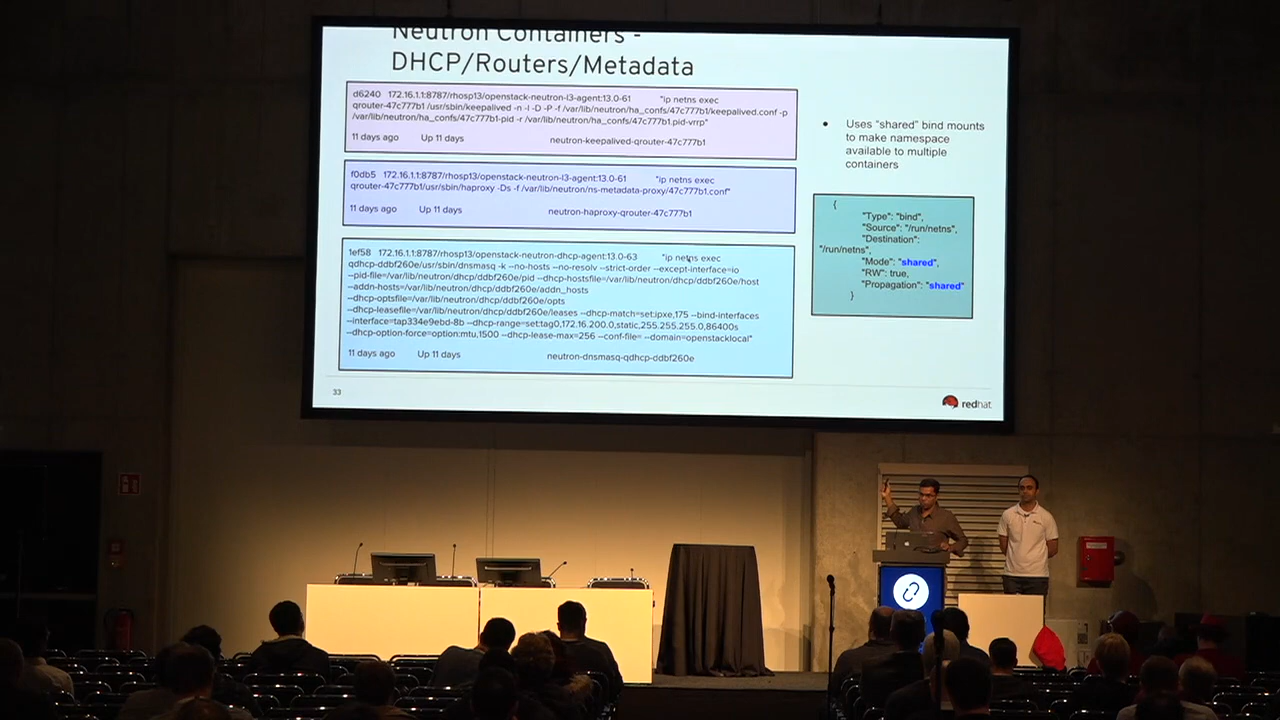 Neutron Containers -
DHCP/Routers/Metadata
d6240 172.16.1.1:8787/rhosp13/openstack-neutron-l3-agent:13.0-61 "ip netns exec
qrouter-47c777b1 /usr/sbin/keepalived -n -l -D -P -f /var/lib/neutron/ha_confs/47c777b1/keepalived.conf -p
/var/lib/neutron/ha_confs/47c777b1-pid -r /var/lib/neutron/ha_confs/47c777b1.pid-vrrp"
11 days ago Up 11 days neutron-keepalived-qrouter-47c777b1
f0db5 172.16.1.1:8787/rhosp13/openstack-neutron-l3-agent:13.0-61 "ip netns exec
qrouter-47c777b1/usr/sbin/haproxy -Ds -f /var/lib/neutron/ns-metadata-proxy/47c777b1.conf"
11 days ago Up 11 days neutron-haproxy-qrouter-47c777b1
1ef58 172.16.1.1:8787/rhosp13/openstack-neutron-dhcp-agent:13.0-63 "ip netns exec
qdhcp-ddbf260e/usr/sbin/dnsmasq -k --no-hosts --no-resolv --strict-order --except-interface=lo
--pid-file=/var/lib/neutron/dhcp/ddbf260e/pid --dhcp-hostsfile=/var/lib/neutron/dhcp/ddbf260e/host
--addn-hosts=/var/lib/neutron/dhcp/ddbf260e/addn_hosts
--dhcp-optsfile=/var/lib/neutron/dhcp/ddbf260e/opts
--dhcp-leasefile=/var/lib/neutron/dhcp/ddbf260e/leases --dhcp-match=set:ipxe,175 --bind-interfaces
--interface=tap334e9ebd-8b --dhcp-range=set:tag0,172.16.200.0,static,255.255.255.0,86400s
--dhcp-option-force=option:mtu,1500 --dhcp-lease-max=256 --conf-file= --domain=openstacklocal"
11 days ago Up 11 days neutron-dnsmasq-qdhcp-ddbf260e
• Uses "shared" bind mounts
to make namespace
available to multiple
containers
{
"Type": "bind",
"Source": "/run/netns",
"Destination":
"/run/netns",
"Mode": "shared",
"RW": true,
"Propagation": "shared"
}
33
redhat